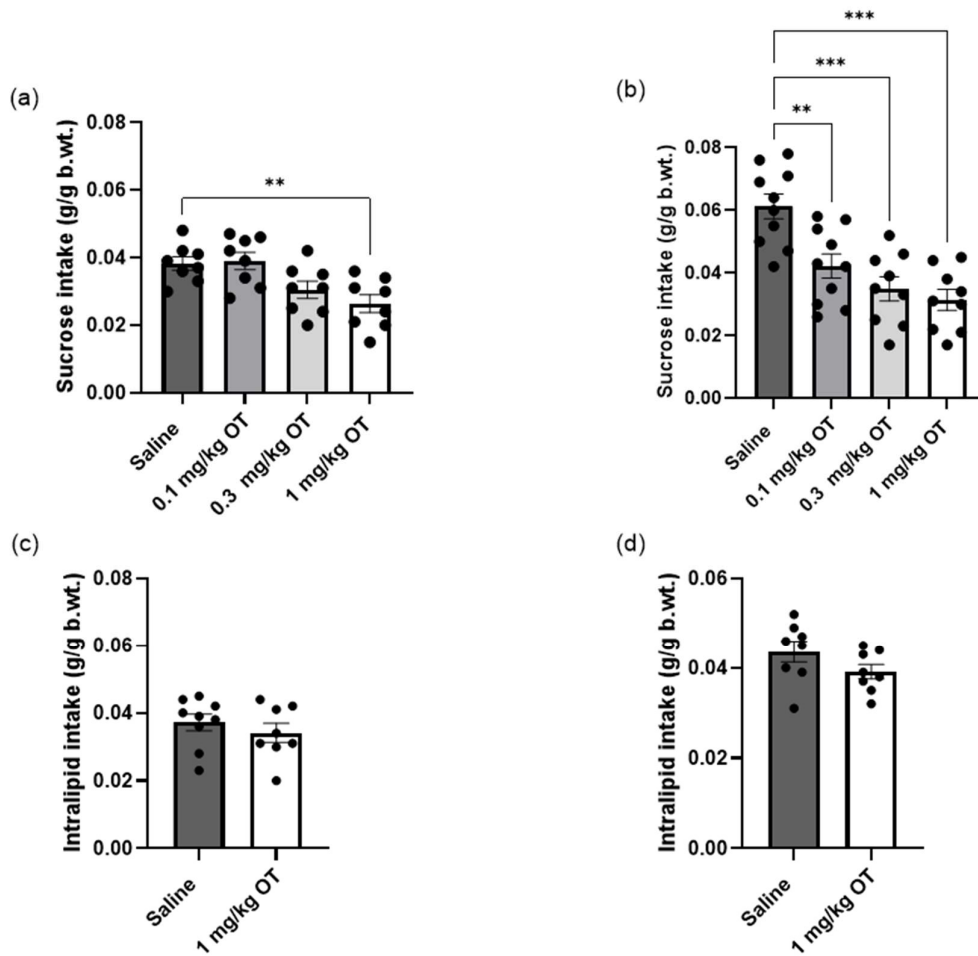 (a)
Sucrose intake (g/g b.wt.)
0.08
0.06
0.04
0.02
0.00
**
Saline
0.1 mg/kg OT
0.3 mg/kg OT
1 mg/kg OT
(b)
Sucrose intake (g/g b.wt.)
0.08
0.06
0.04
0.02
0.00
***
***
**
Saline
0.1 mg/kg OT
0.3 mg/kg OT
1 mg/kg OT
(c)
Intralipid intake (g/g b.wt.)
0.08
0.06
0.04
0.02
0.00
Saline
1 mg/kg OT
(d)
Intralipid intake (g/g b.wt.)
0.06
0.04
0.02
0.00
Saline
1 mg/kg OT